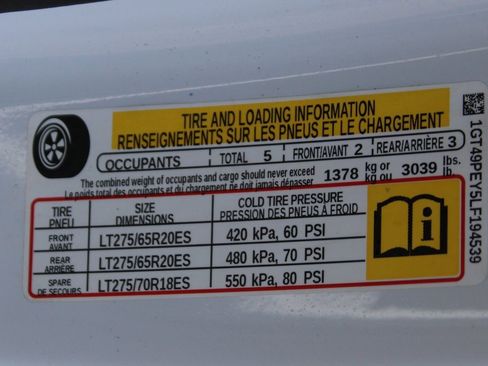 TIRE AND LOADING INFORMATION
RENSEIGNEMENTS SUR LES PNEUS ET LE CHARGEMENT
OCCUPANTS TOTAL 5 FRONT/AVANT 2 REAR/ARRIÈRE 3
The combined weight of occupants and cargo should never exceed 1378 kg or 3039 lbs.
Le poids total des occupants et du chargement ne doit jamais dépasser kg ou lb.
TIRE PNEU SIZE DIMENSIONS COLD TIRE PRESSURE PRESSION DES PNEUS À FROID
FRONT AVANT LT275/65R20ES 420 kPa, 60 PSI
REAR ARRIÈRE LT275/65R20ES 480 kPa, 70 PSI
SPARE DE SECOURS LT275/70R18ES 550 kPa, 80 PSI
i
1GT49PEY5LF194539